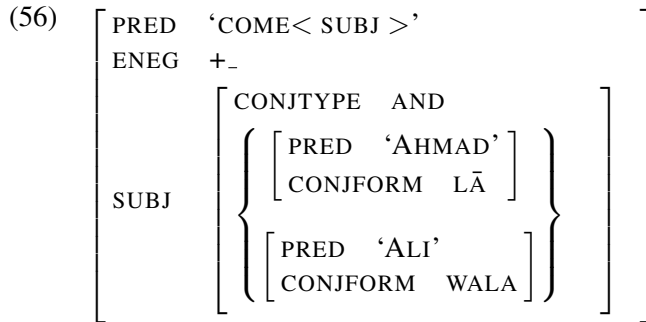 (56)
PRED ‘COME< SUBJ >’
ENEG +_
CONJTYPE AND
PRED ‘AHMAD’
CONJFORM LĀ
SUBJ
PRED ‘ALI’
CONJFORM WALA